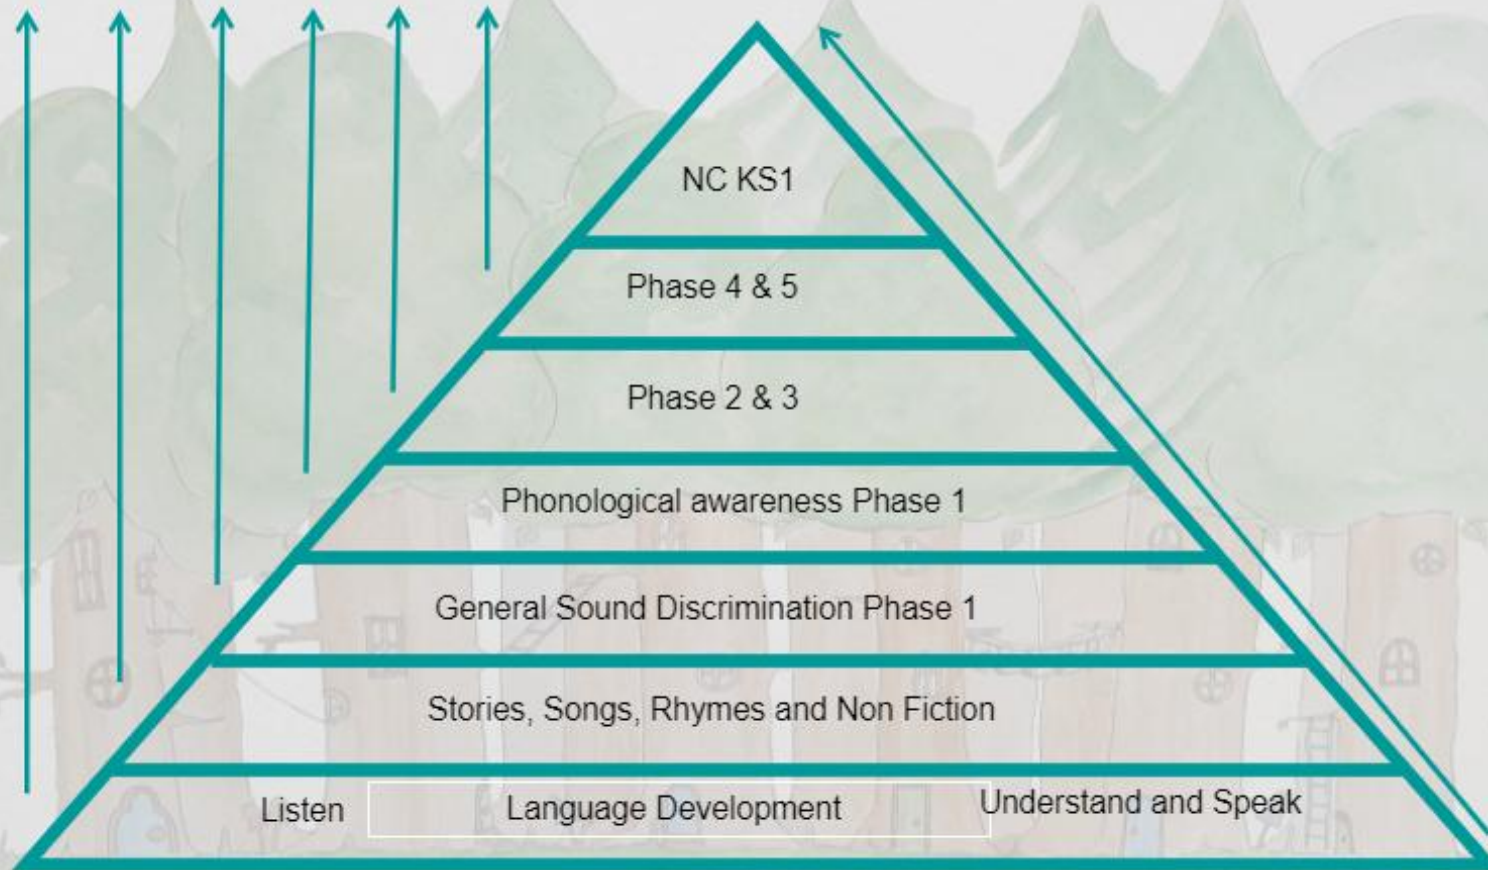 NC KS1
Phase 4 & 5
Phase 2 & 3
Phonological awareness Phase 1
General Sound Discrimination Phase 1
Stories, Songs, Rhymes and Non Fiction
Listen Language Development Understand and Speak